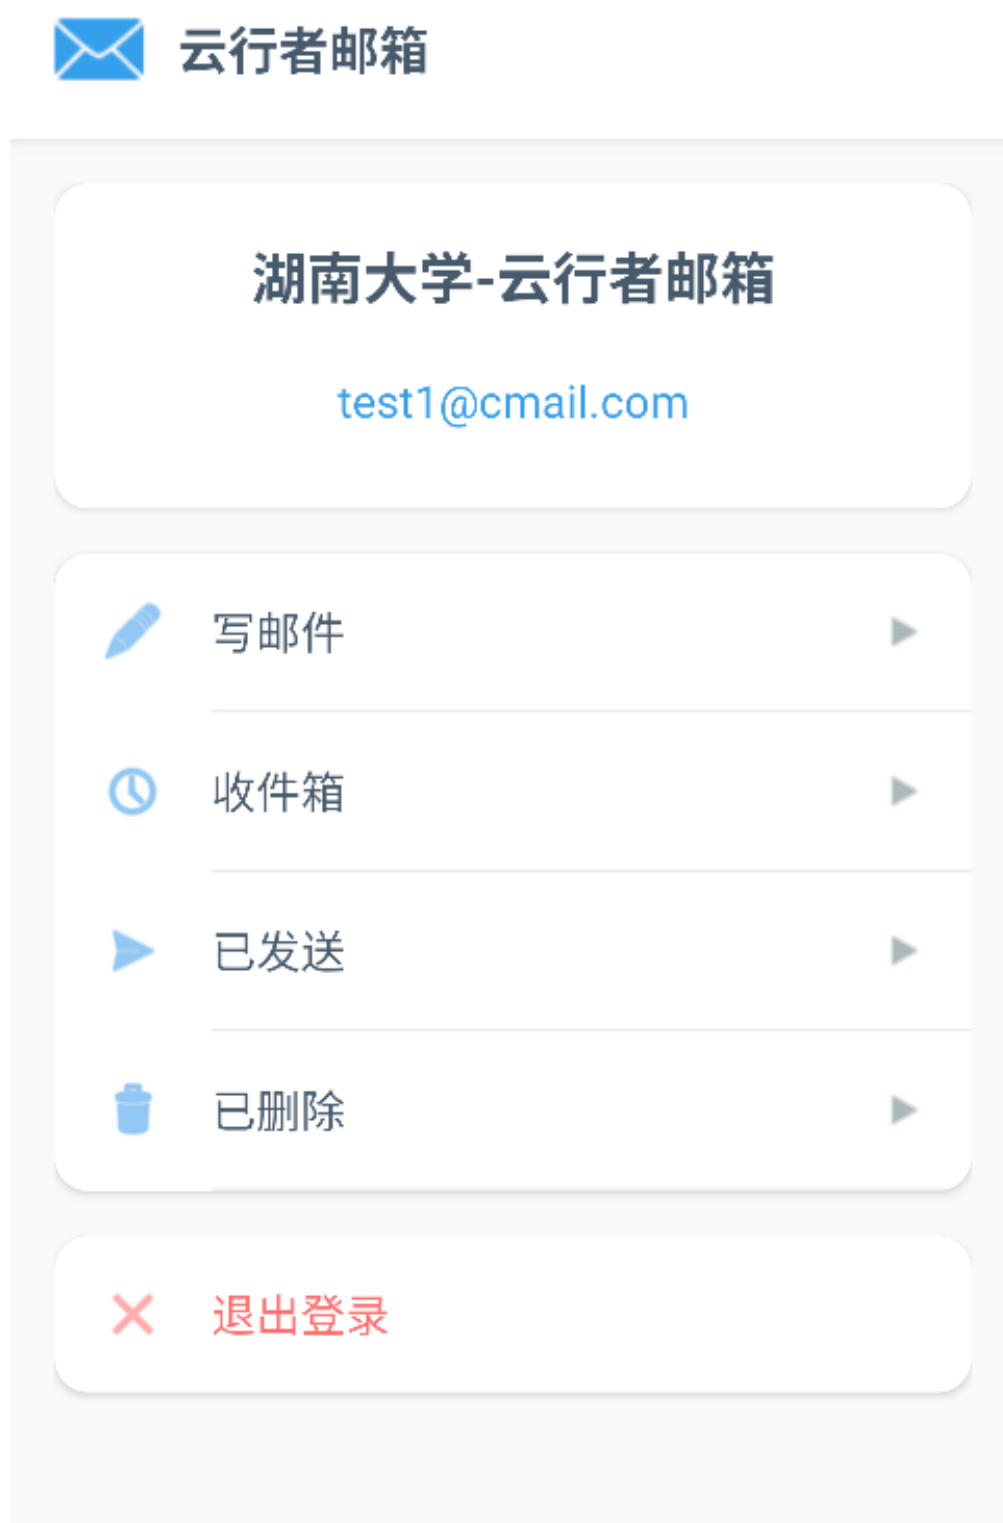 云行者邮箱
湖南大学-云行者邮箱
test1@cmail.com
写邮件
收件箱
已发送
已删除
退出登录